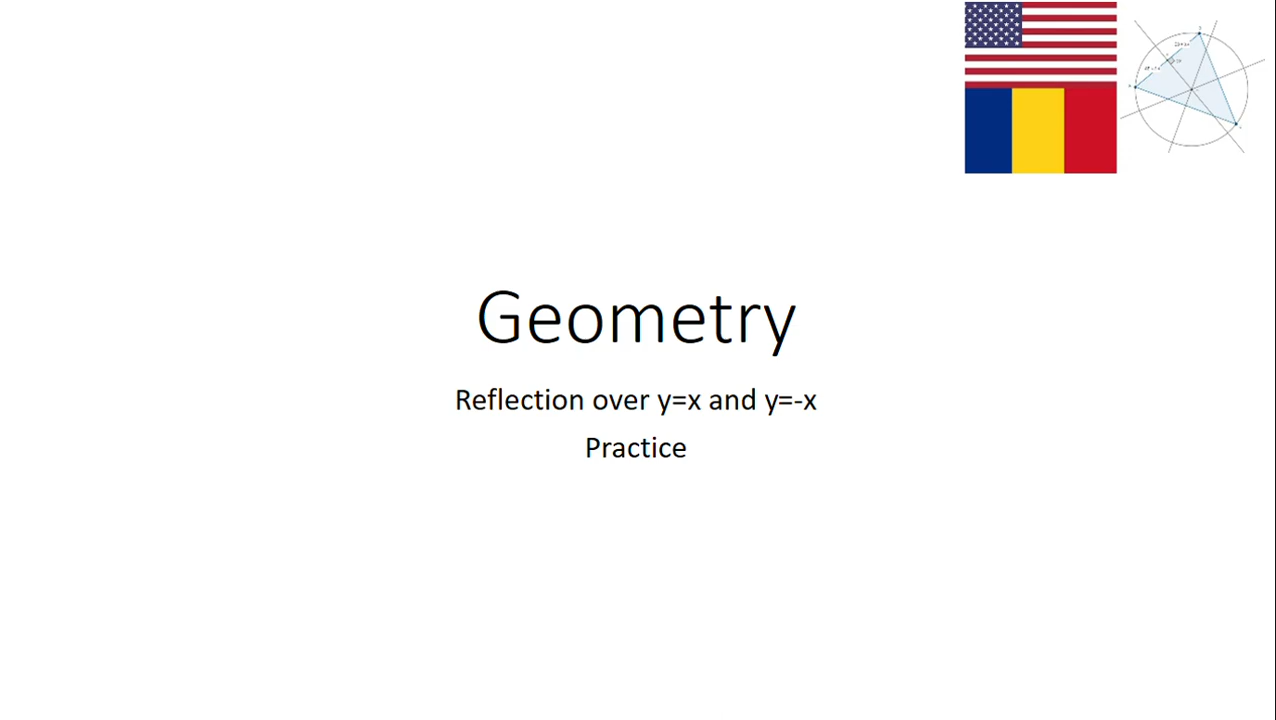 Geometry
Reflection over y=x and y=-x
Practice